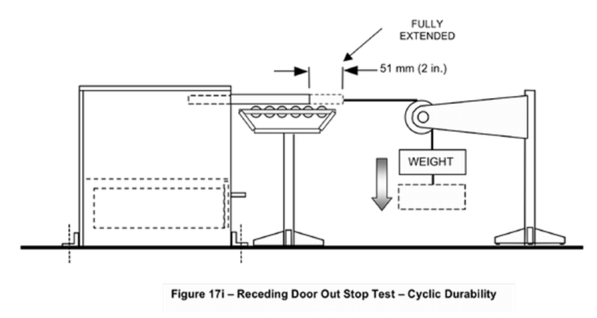 FULLY
EXTENDED
51 mm (2 in.)
WEIGHT
Figure 17i – Receding Door Out Stop Test – Cyclic Durability